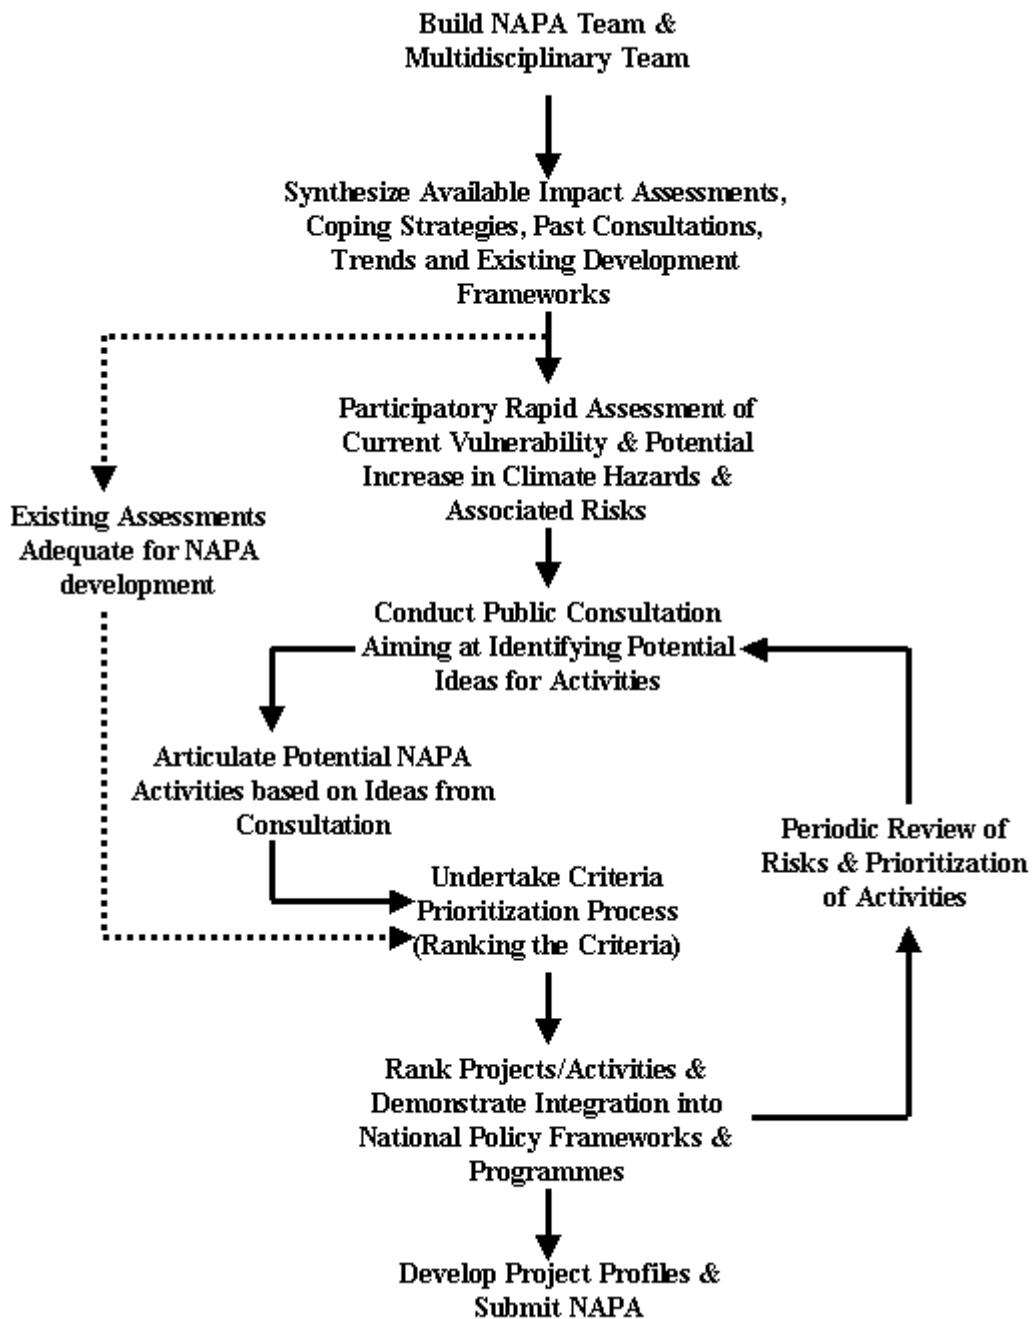 Build NAPA Team &
Multidisciplinary Team
Synthesize Available Impact Assessments,
Coping Strategies, Past Consultations,
Trends and Existing Development
Frameworks
Participatory Rapid Assessment of
Current Vulnerability & Potential
Increase in Climate Hazards &
Associated Risks
Existing Assessments
Adequate for NAPA
development
Conduct Public Consultation
Aiming at Identifying Potential
Ideas for Activities
Articulate Potential NAPA
Activities based on Ideas from
Consultation
Periodic Review of
Risks & Prioritization
of Activities
Undertake Criteria
Prioritization Process
(Ranking the Criteria)
Rank Projects/Activities &
Demonstrate Integration into
National Policy Frameworks &
Programmes
Develop Project Profiles &
Submit NAPA